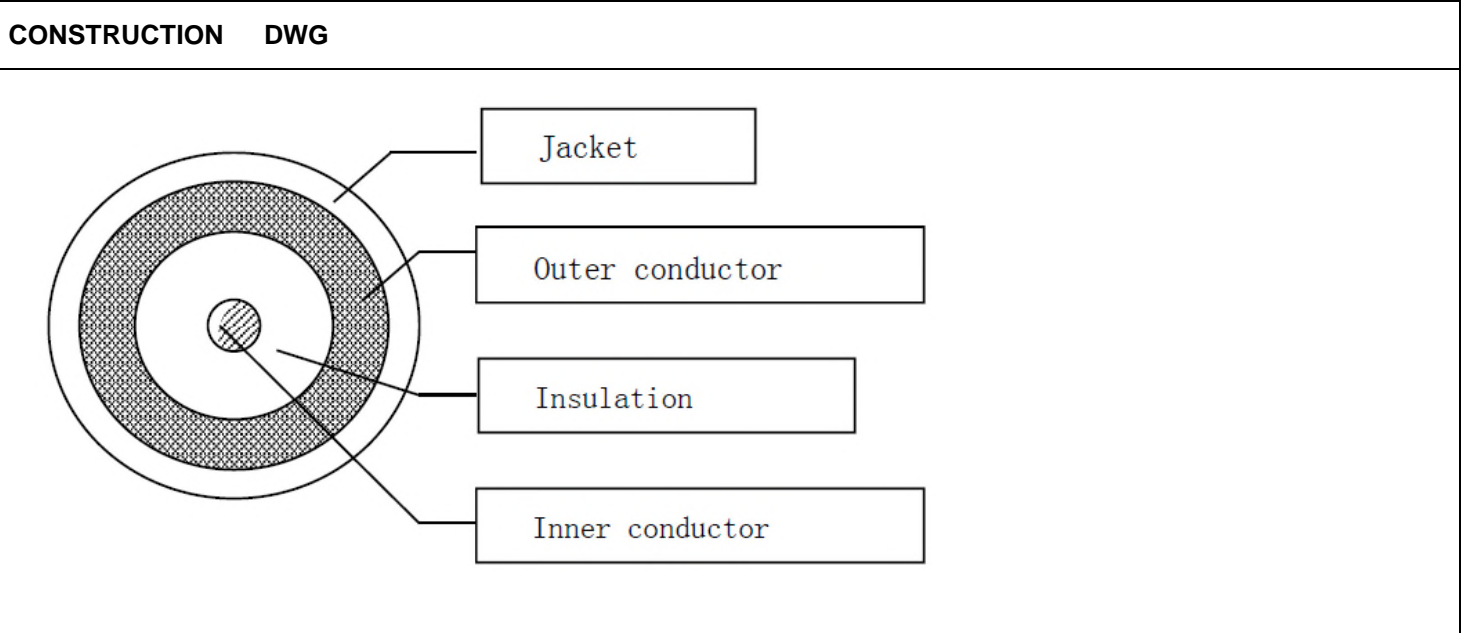 CONSTRUCTION DWG
Jacket
Outer conductor
Insulation
Inner conductor